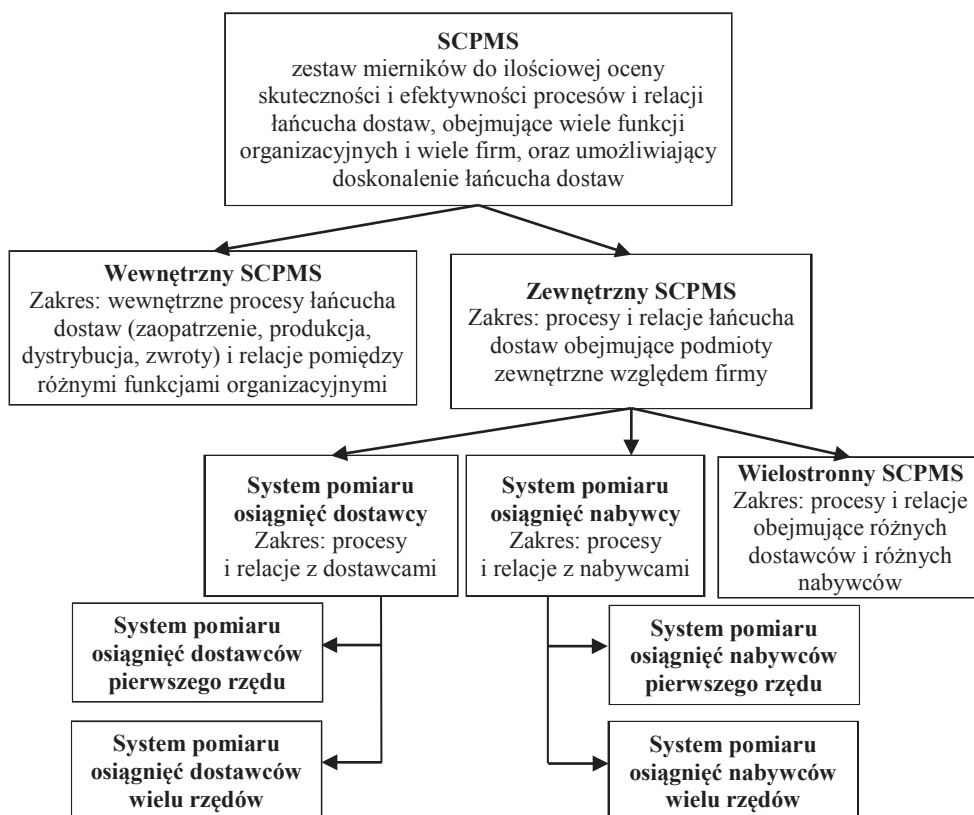 SCPMS
zestaw mierników do ilościowej oceny
skuteczności i efektywności procesów i relacji
łańcucha dostaw, obejmujące wiele funkcji
organizacyjnych i wiele firm, oraz umożliwiający
doskonalenie łańcucha dostaw
Wewnętrzny SCPMS
Zakres: wewnętrzne procesy łańcucha
dostaw (zaopatrzenie, produkcja,
dystrybucja, zwroty) i relacje pomiędzy
różnymi funkcjami organizacyjnymi
Zewnętrzny SCPMS
Zakres: procesy i relacje łańcucha
dostaw obejmujące podmioty
zewnętrzne względem firmy
System pomiaru
osiągnięć dostawcy
Zakres: procesy
i relacje z dostawcami
System pomiaru
osiągnięć nabywcy
Zakres: procesy
i relacje z nabywcami
Wielostronny SCPMS
Zakres: procesy i relacje
obejmujące różnych
dostawców i różnych
nabywców
System pomiaru
osiągnięć dostawców
pierwszego rzędu
System pomiaru
osiągnięć nabywców
pierwszego rzędu
System pomiaru
osiągnięć dostawców
wielu rzędów
System pomiaru
osiągnięć nabywców
wielu rzędów